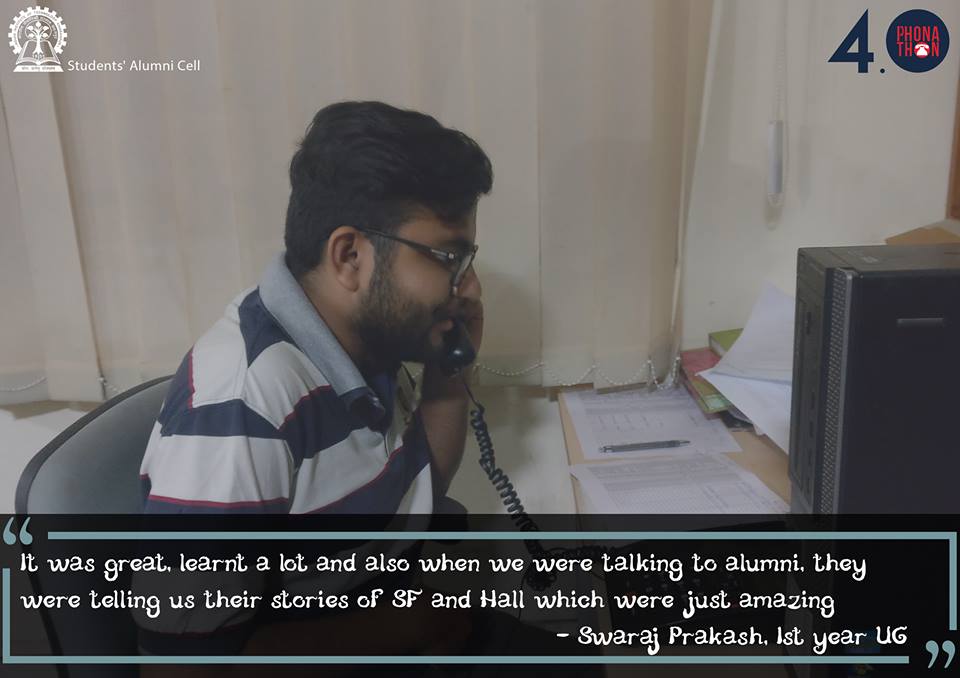 Students' Alumni Cell
4.0
PHONA
THON
“
It was great, learnt a lot and also when we were talking to alumni, they
were telling us their stories of SF and Hall which were just amazing
- Swaraj Prakash, 1st year UG
”